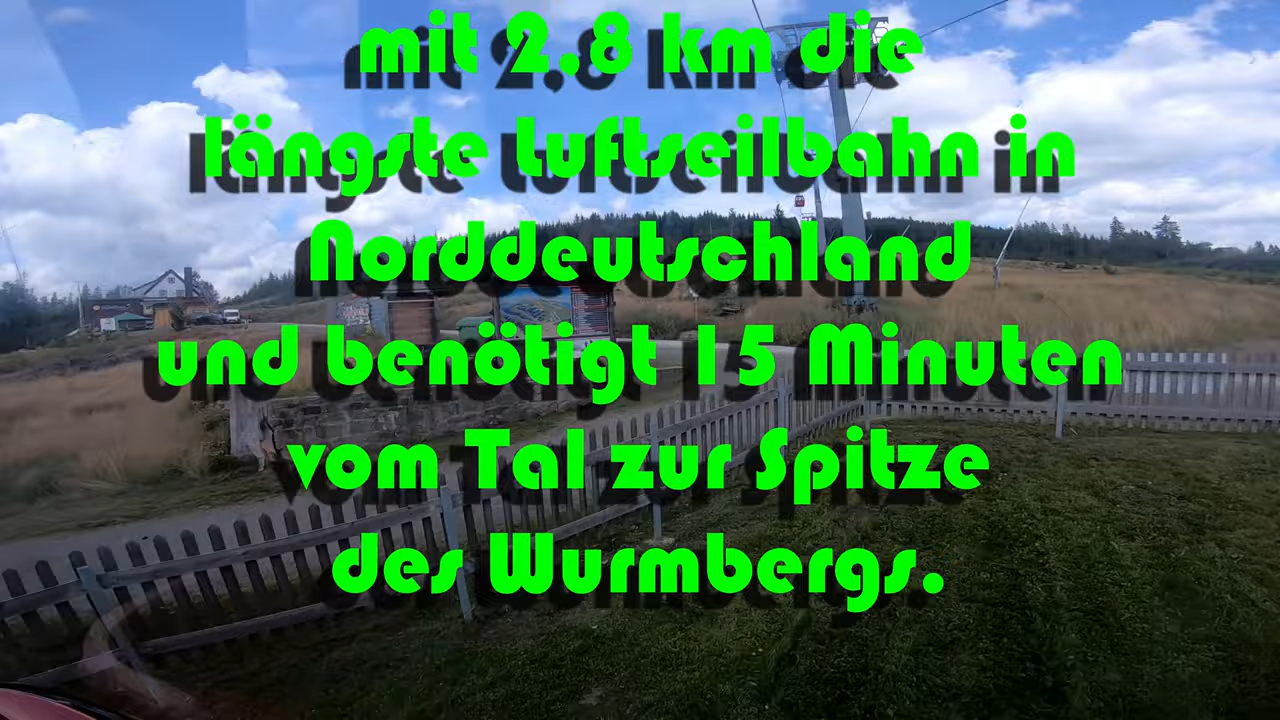 mit 2,8 km die
längste Luftseilbahn in
Norddeutschland
und benötigt 15 Minuten
vom Tal zur Spitze
des Wurmbergs.